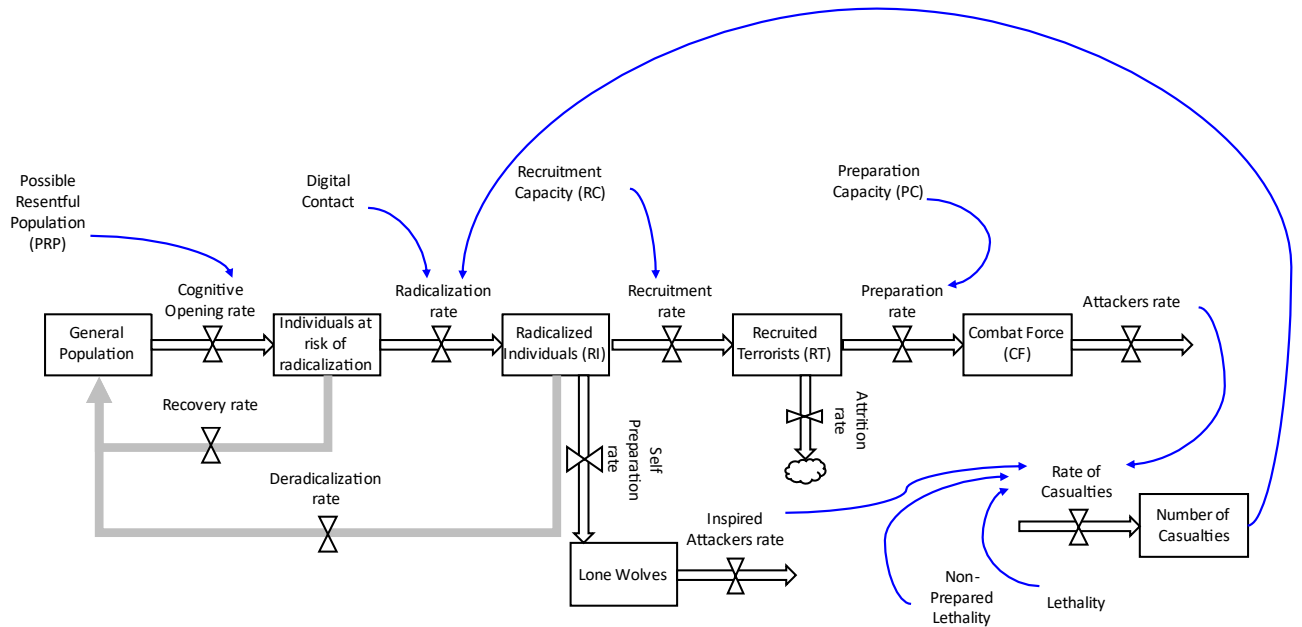 Possible
Resentful
Population
(PRP)
Digital
Contact
Recruitment
Capacity (RC)
Preparation
Capacity (PC)
Cognitive
Opening rate
Radicalization
rate
Recruitment
rate
Preparation
rate
Attackers rate
General
Population
Individuals at
risk of
radicalization
Radicalized
Individuals (RI)
Recruited
Terrorists (RT)
Combat Force
(CF)
Recovery rate
Deradicalization
rate
Self
Preparation
rate
Attrition
rate
Inspired
Attackers rate
Lone Wolves
Rate of
Casualties
Number of
Casualties
Non-
Prepared
Lethality
Lethality